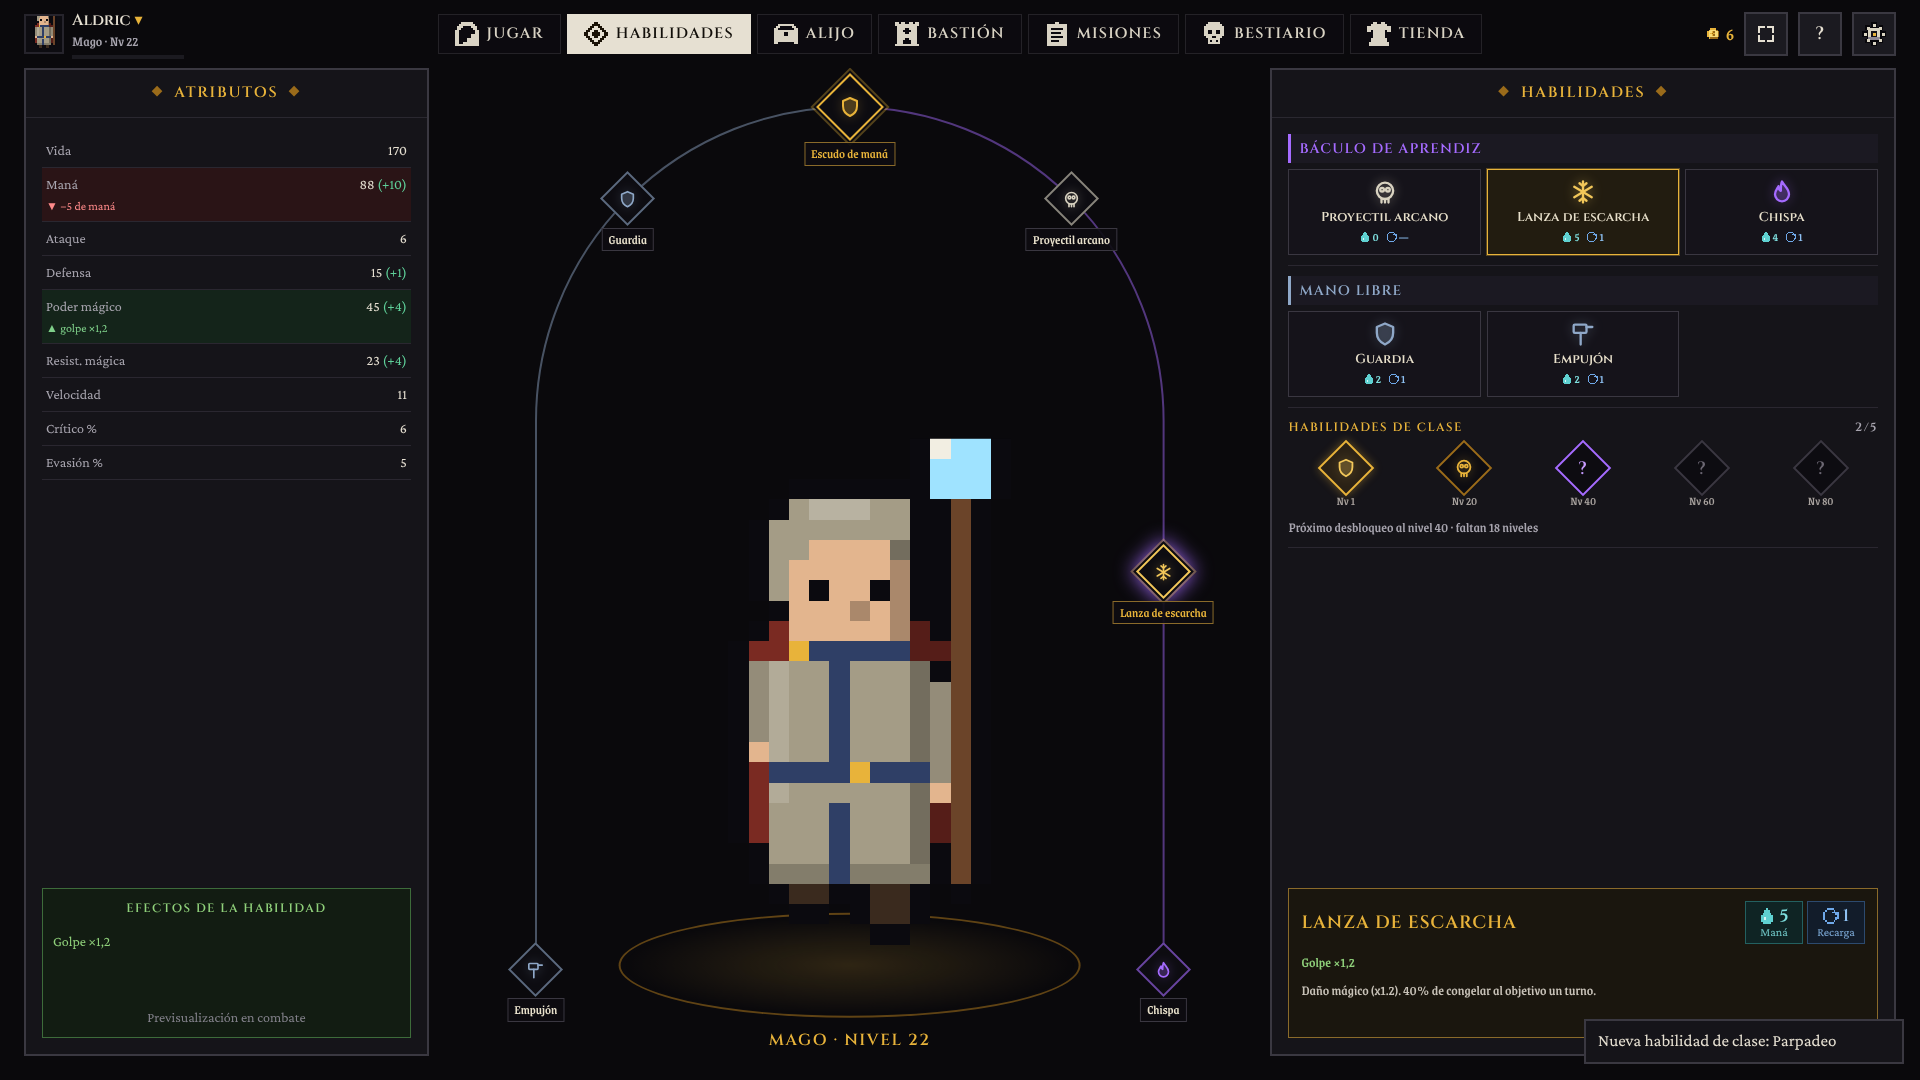 ALDRIC ▼
Mago · Nv 22
JUGAR
HABILIDADES
ALIJO
BASTIÓN
MISIONES
BESTIARIO
TIENDA
6
?
ATRIBUTOS
Vida 170
Maná 88 (+10)
▼ −5 de maná
Ataque 6
Defensa 15 (+1)
Poder mágico 45 (+4)
▲ golpe ×1,2
Resist. mágica 23 (+4)
Velocidad 11
Crítico % 6
Evasión % 5
EFECTOS DE LA HABILIDAD
Golpe ×1,2
Previsualización en combate
Escudo de maná
Guardia
Proyectil arcano
Lanza de escarcha
Empujón
Chispa
MAGO · NIVEL 22
HABILIDADES
BÁCULO DE APRENDIZ
PROYECTIL ARCANO
0 —
LANZA DE ESCARCHA
5 1
CHISPA
4 1
MANO LIBRE
GUARDIA
2 1
EMPUJÓN
2 1
HABILIDADES DE CLASE 2/5
? ? ?
Nv 1 Nv 20 Nv 40 Nv 60 Nv 80
Próximo desbloqueo al nivel 40 · faltan 18 niveles
LANZA DE ESCARCHA
5 Maná
1 Recarga
Golpe ×1,2
Daño mágico (x1.2). 40% de congelar al objetivo un turno.
Nueva habilidad de clase: Parpadeo